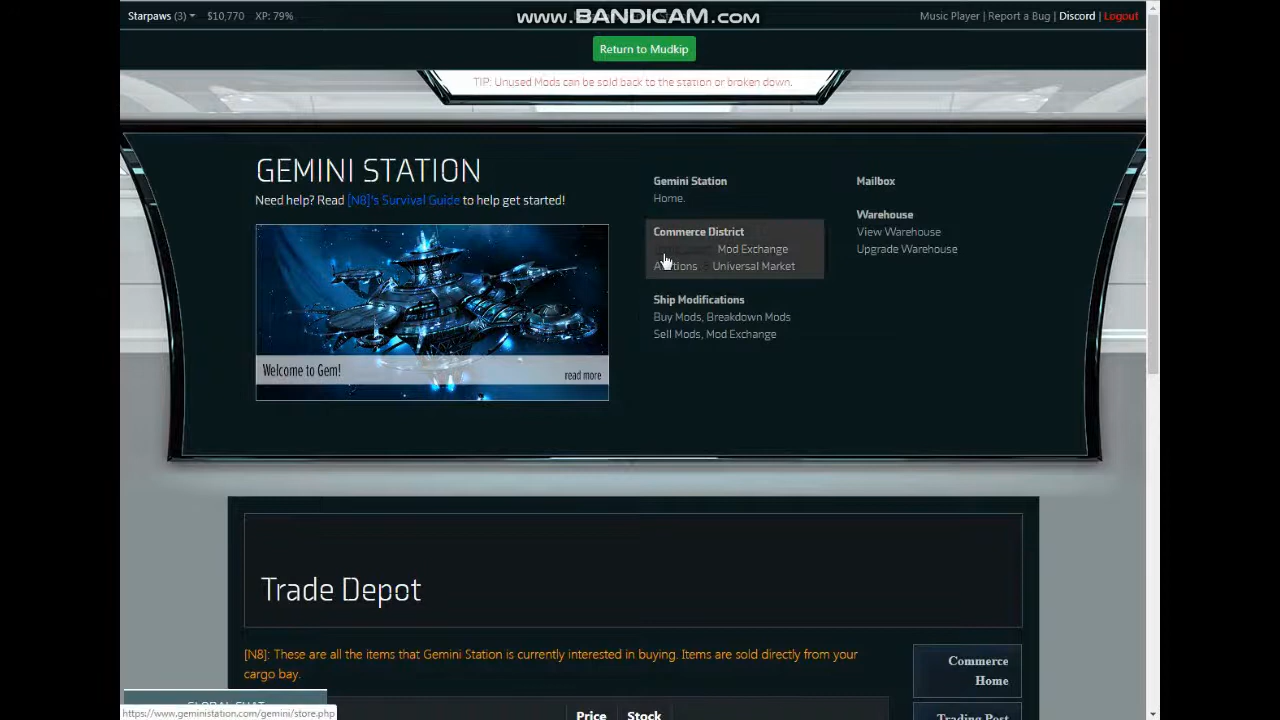 Starpaws (3) $10,770 XP: 79%
www.BANDICAM.com
Music Player | Report a Bug | Discord | Logout
Return to Mudkip
TIP: Unused Mods can be sold back to the station or broken down.
GEMINI STATION
Need help? Read [N8]'s Survival Guide to help get started!
Welcome to Gem!
read more
Gemini Station
Home.
Commerce District
Mod Exchange
Universal Market
Ship Modifications
Buy Mods, Breakdown Mods
Sell Mods, Mod Exchange
Mailbox
Warehouse
View Warehouse
Upgrade Warehouse
Trade Depot
[N8]: These are all the items that Gemini Station is currently interested in buying. Items are sold directly from your
cargo bay.
Commerce
Home
Trading Post
Price Stock
GLOBAL CHAT
https://www.geministation.com/gemini/store.php